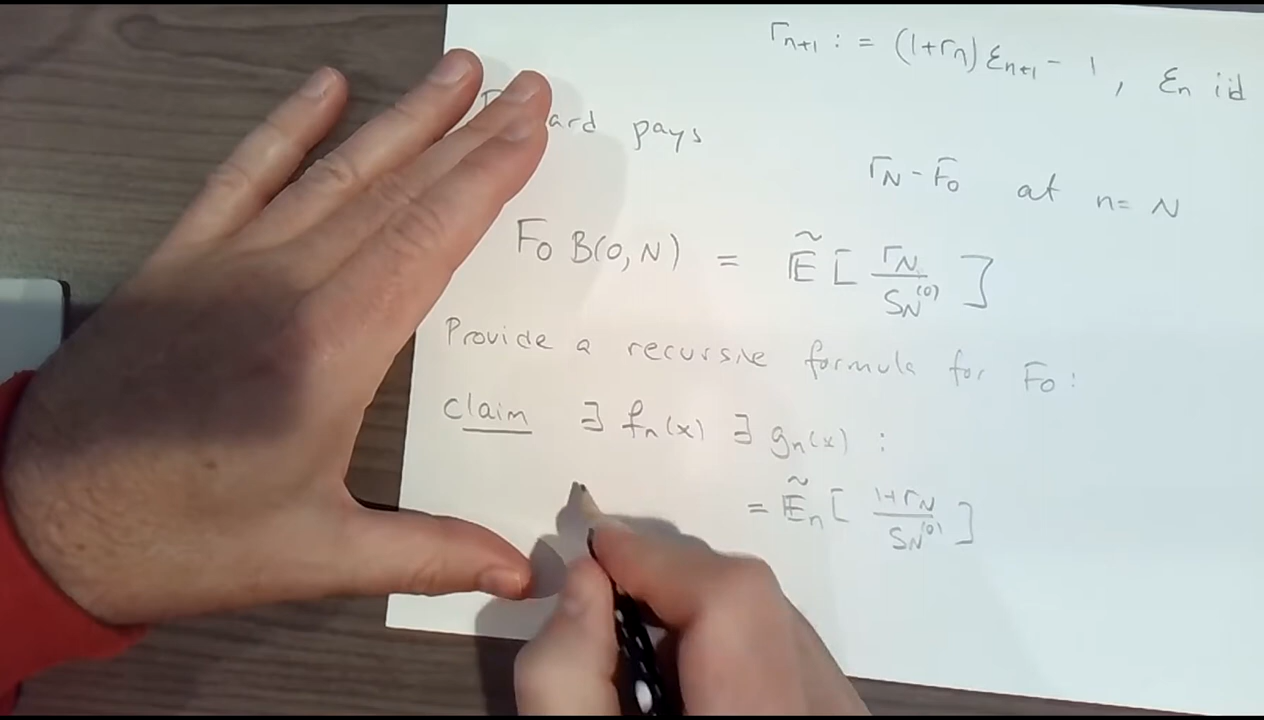 r_{n+1} := (1+r_n) ε_{n+1} - 1 , ε_n iid
pays
r_N - F_0 at n = N
F_0 B(0,N) = Ẽ [ r_N / S_N^{(0)} ]
Provide a recursive formula for F_0 :
Claim ∃ f_n(x) ∃ g_n(x) :
= Ẽ_n [ 1+r_N / S_N^{(0)} ]